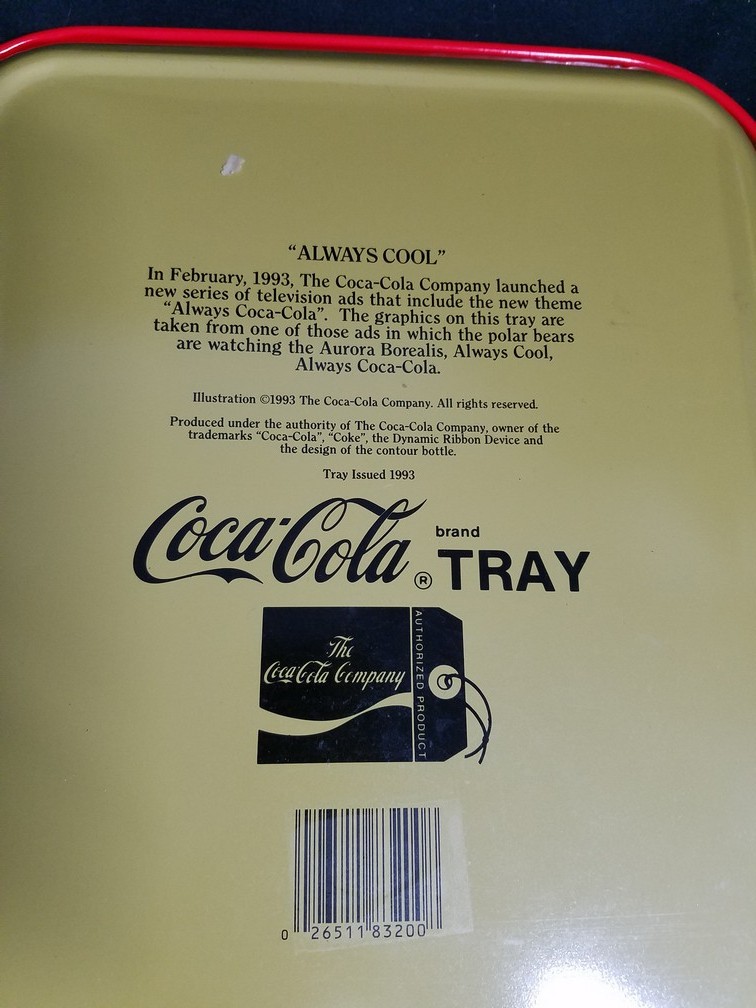 “ALWAYS COOL”
In February, 1993, The Coca-Cola Company launched a
new series of television ads that include the new theme
“Always Coca-Cola”. The graphics on this tray are
taken from one of those ads in which the polar bears
are watching the Aurora Borealis, Always Cool,
Always Coca-Cola.
Illustration ©1993 The Coca-Cola Company. All rights reserved.
Produced under the authority of The Coca-Cola Company, owner of the
trademarks “Coca-Cola”, “Coke”, the Dynamic Ribbon Device and
the design of the contour bottle.
Tray Issued 1993
Coca-Cola® brand TRAY
The
Coca-Cola Company
AUTHORIZED PRODUCT
0 26511 83200